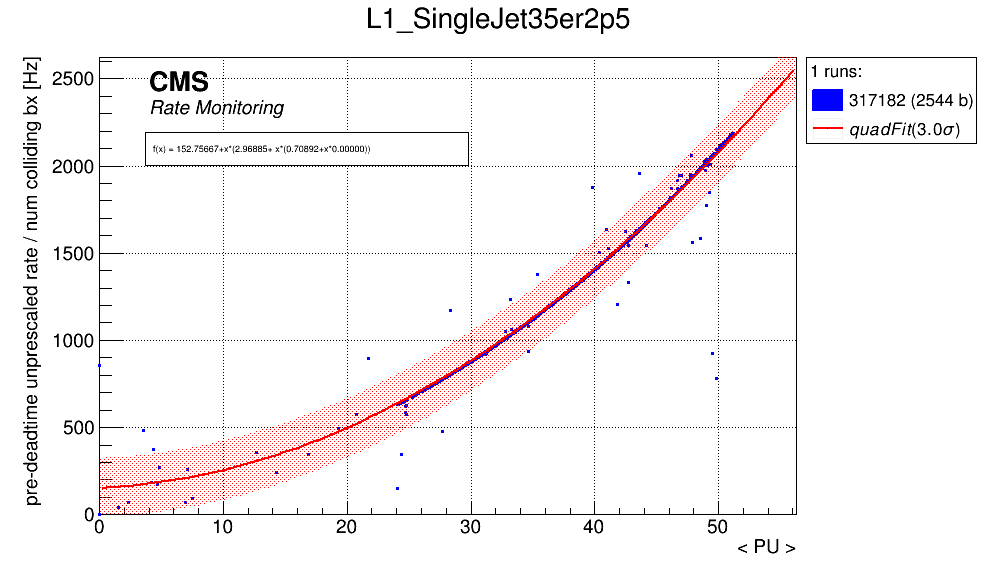 L1_SingleJet35er2p5
pre-deadtime unprescaled rate / num colliding bx [Hz]
2500
2000
1500
1000
500
0
CMS
Rate Monitoring
f(x) = 152.75667+x*(2.96885+ x*(0.70892+x*0.00000))
0 10 20 30 40 50
< PU >
1 runs:
317182 (2544 b)
quadFit(3.0σ)